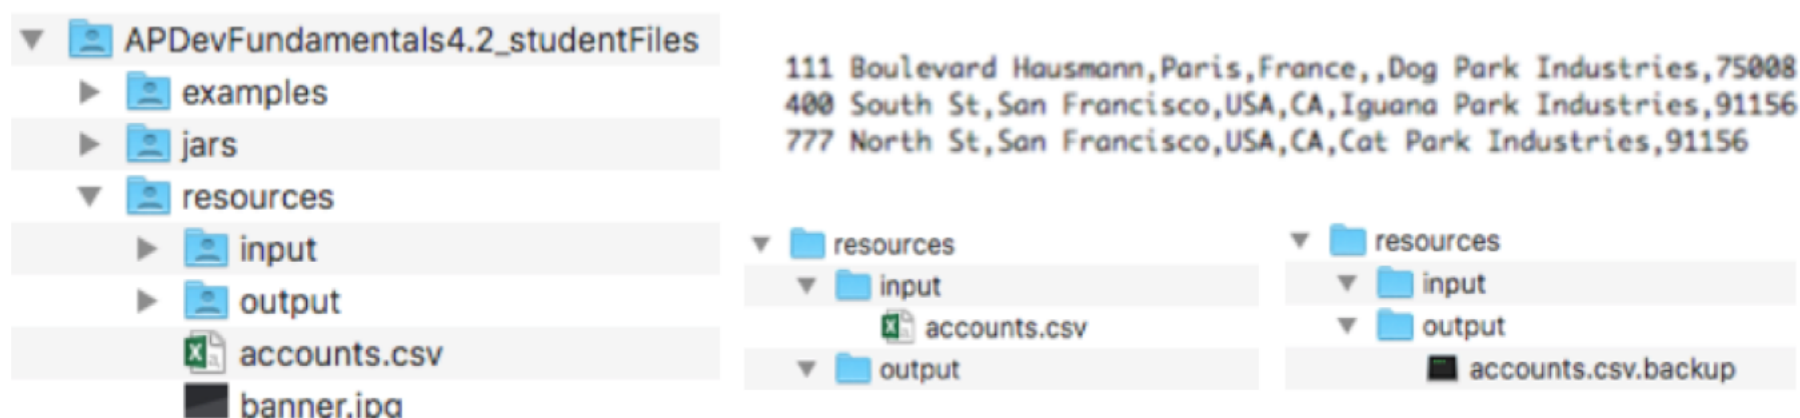 APDevFundamentals4.2_studentFiles
examples
jars
resources
input
output
accounts.csv
banner.jpg
111 Boulevard Hausmann,Paris,France,,Dog Park Industries,75008
400 South St,San Francisco,USA,CA,Iguana Park Industries,91156
777 North St,San Francisco,USA,CA,Cat Park Industries,91156
resources
input
accounts.csv
output
resources
input
output
accounts.csv.backup